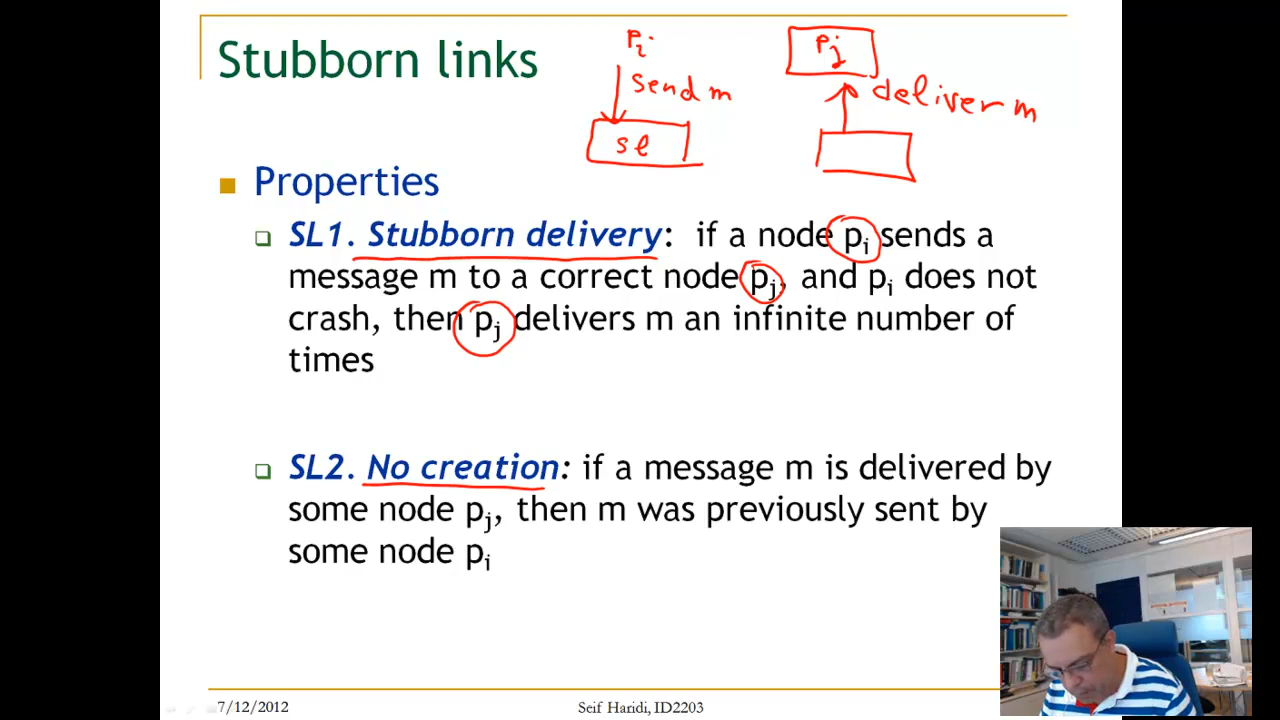 Stubborn links
Pi
send m
sl
Pj
deliver m
Properties
SL1. Stubborn delivery: if a node pi sends a
message m to a correct node pj, and pi does not
crash, then pj delivers m an infinite number of
times
SL2. No creation: if a message m is delivered by
some node pj, then m was previously sent by
some node pi
7/12/2012
Seif Haridi, ID2203